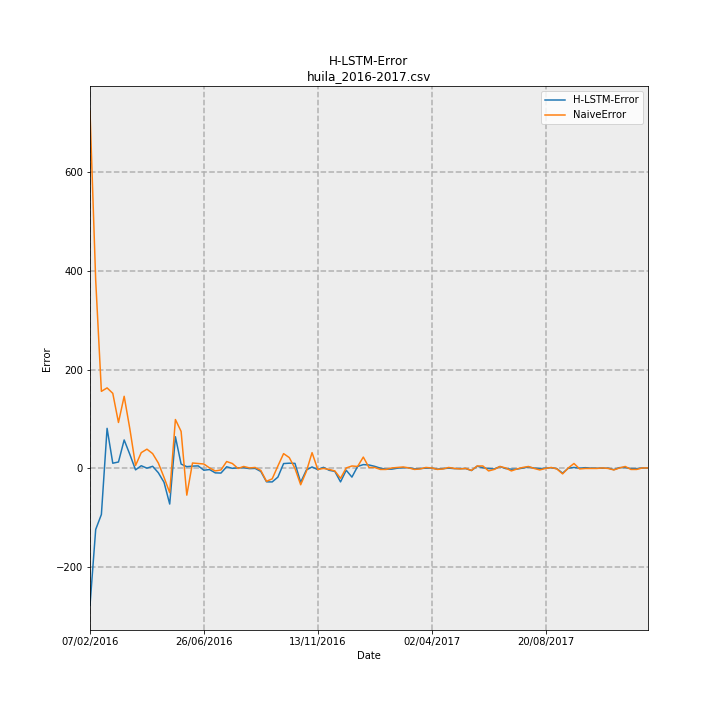 H-LSTM-Error
huila_2016-2017.csv
H-LSTM-Error
NaiveError
600
400
200
0
−200
Error
07/02/2016
26/06/2016
13/11/2016
02/04/2017
20/08/2017
Date